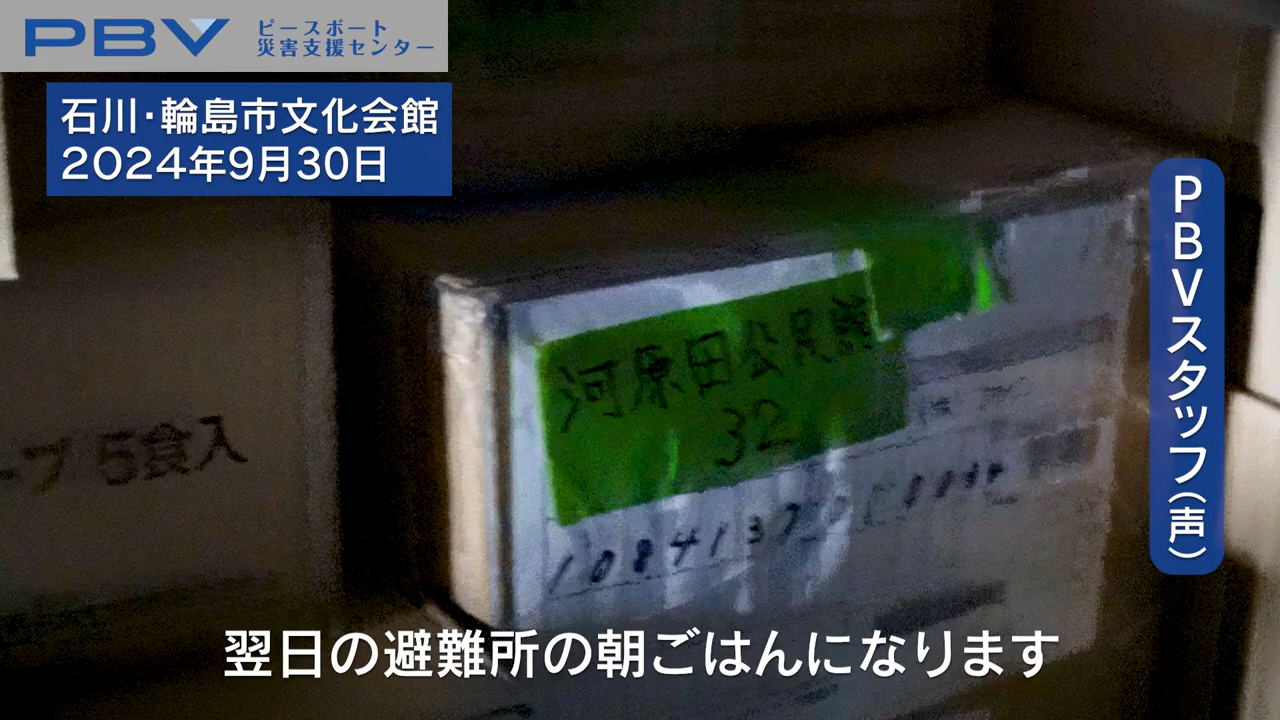 PBV
ピースボート
災害支援センター
石川・輪島市文化会館
2024年9月30日
PBVスタッフ（声）
河原田公民館
32
ープ 5食入
翌日の避難所の朝ごはんになります